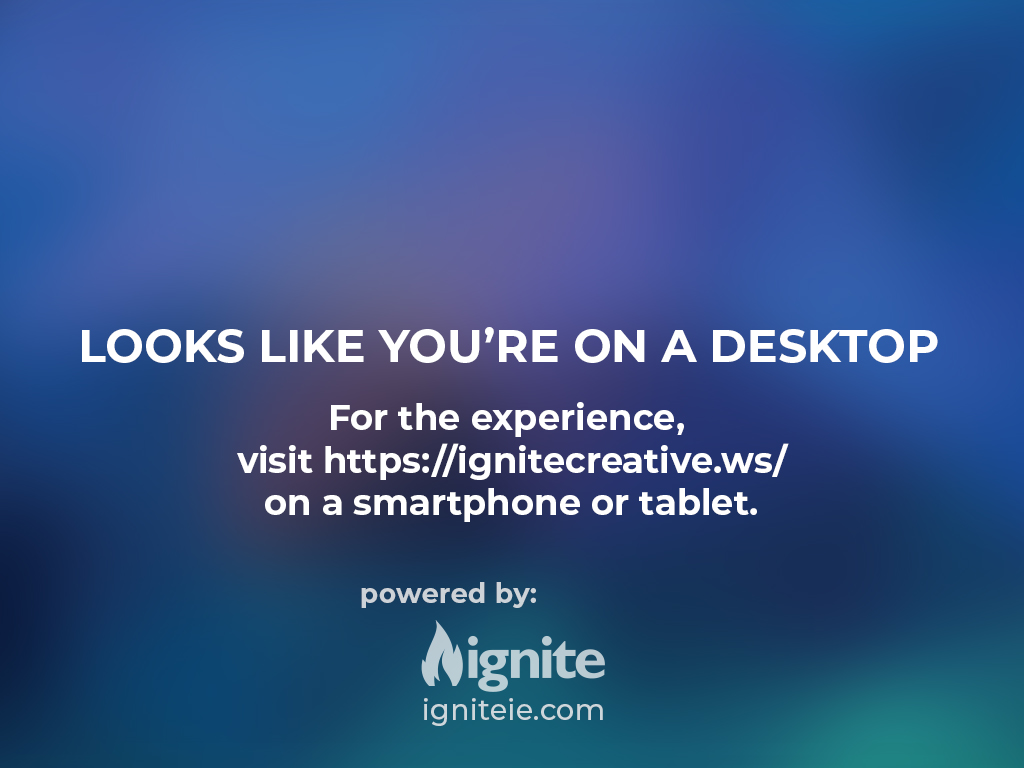 LOOKS LIKE YOU’RE ON A DESKTOP
For the experience,
visit https://ignitecreative.ws/
on a smartphone or tablet.
powered by:
ignite
igniteie.com